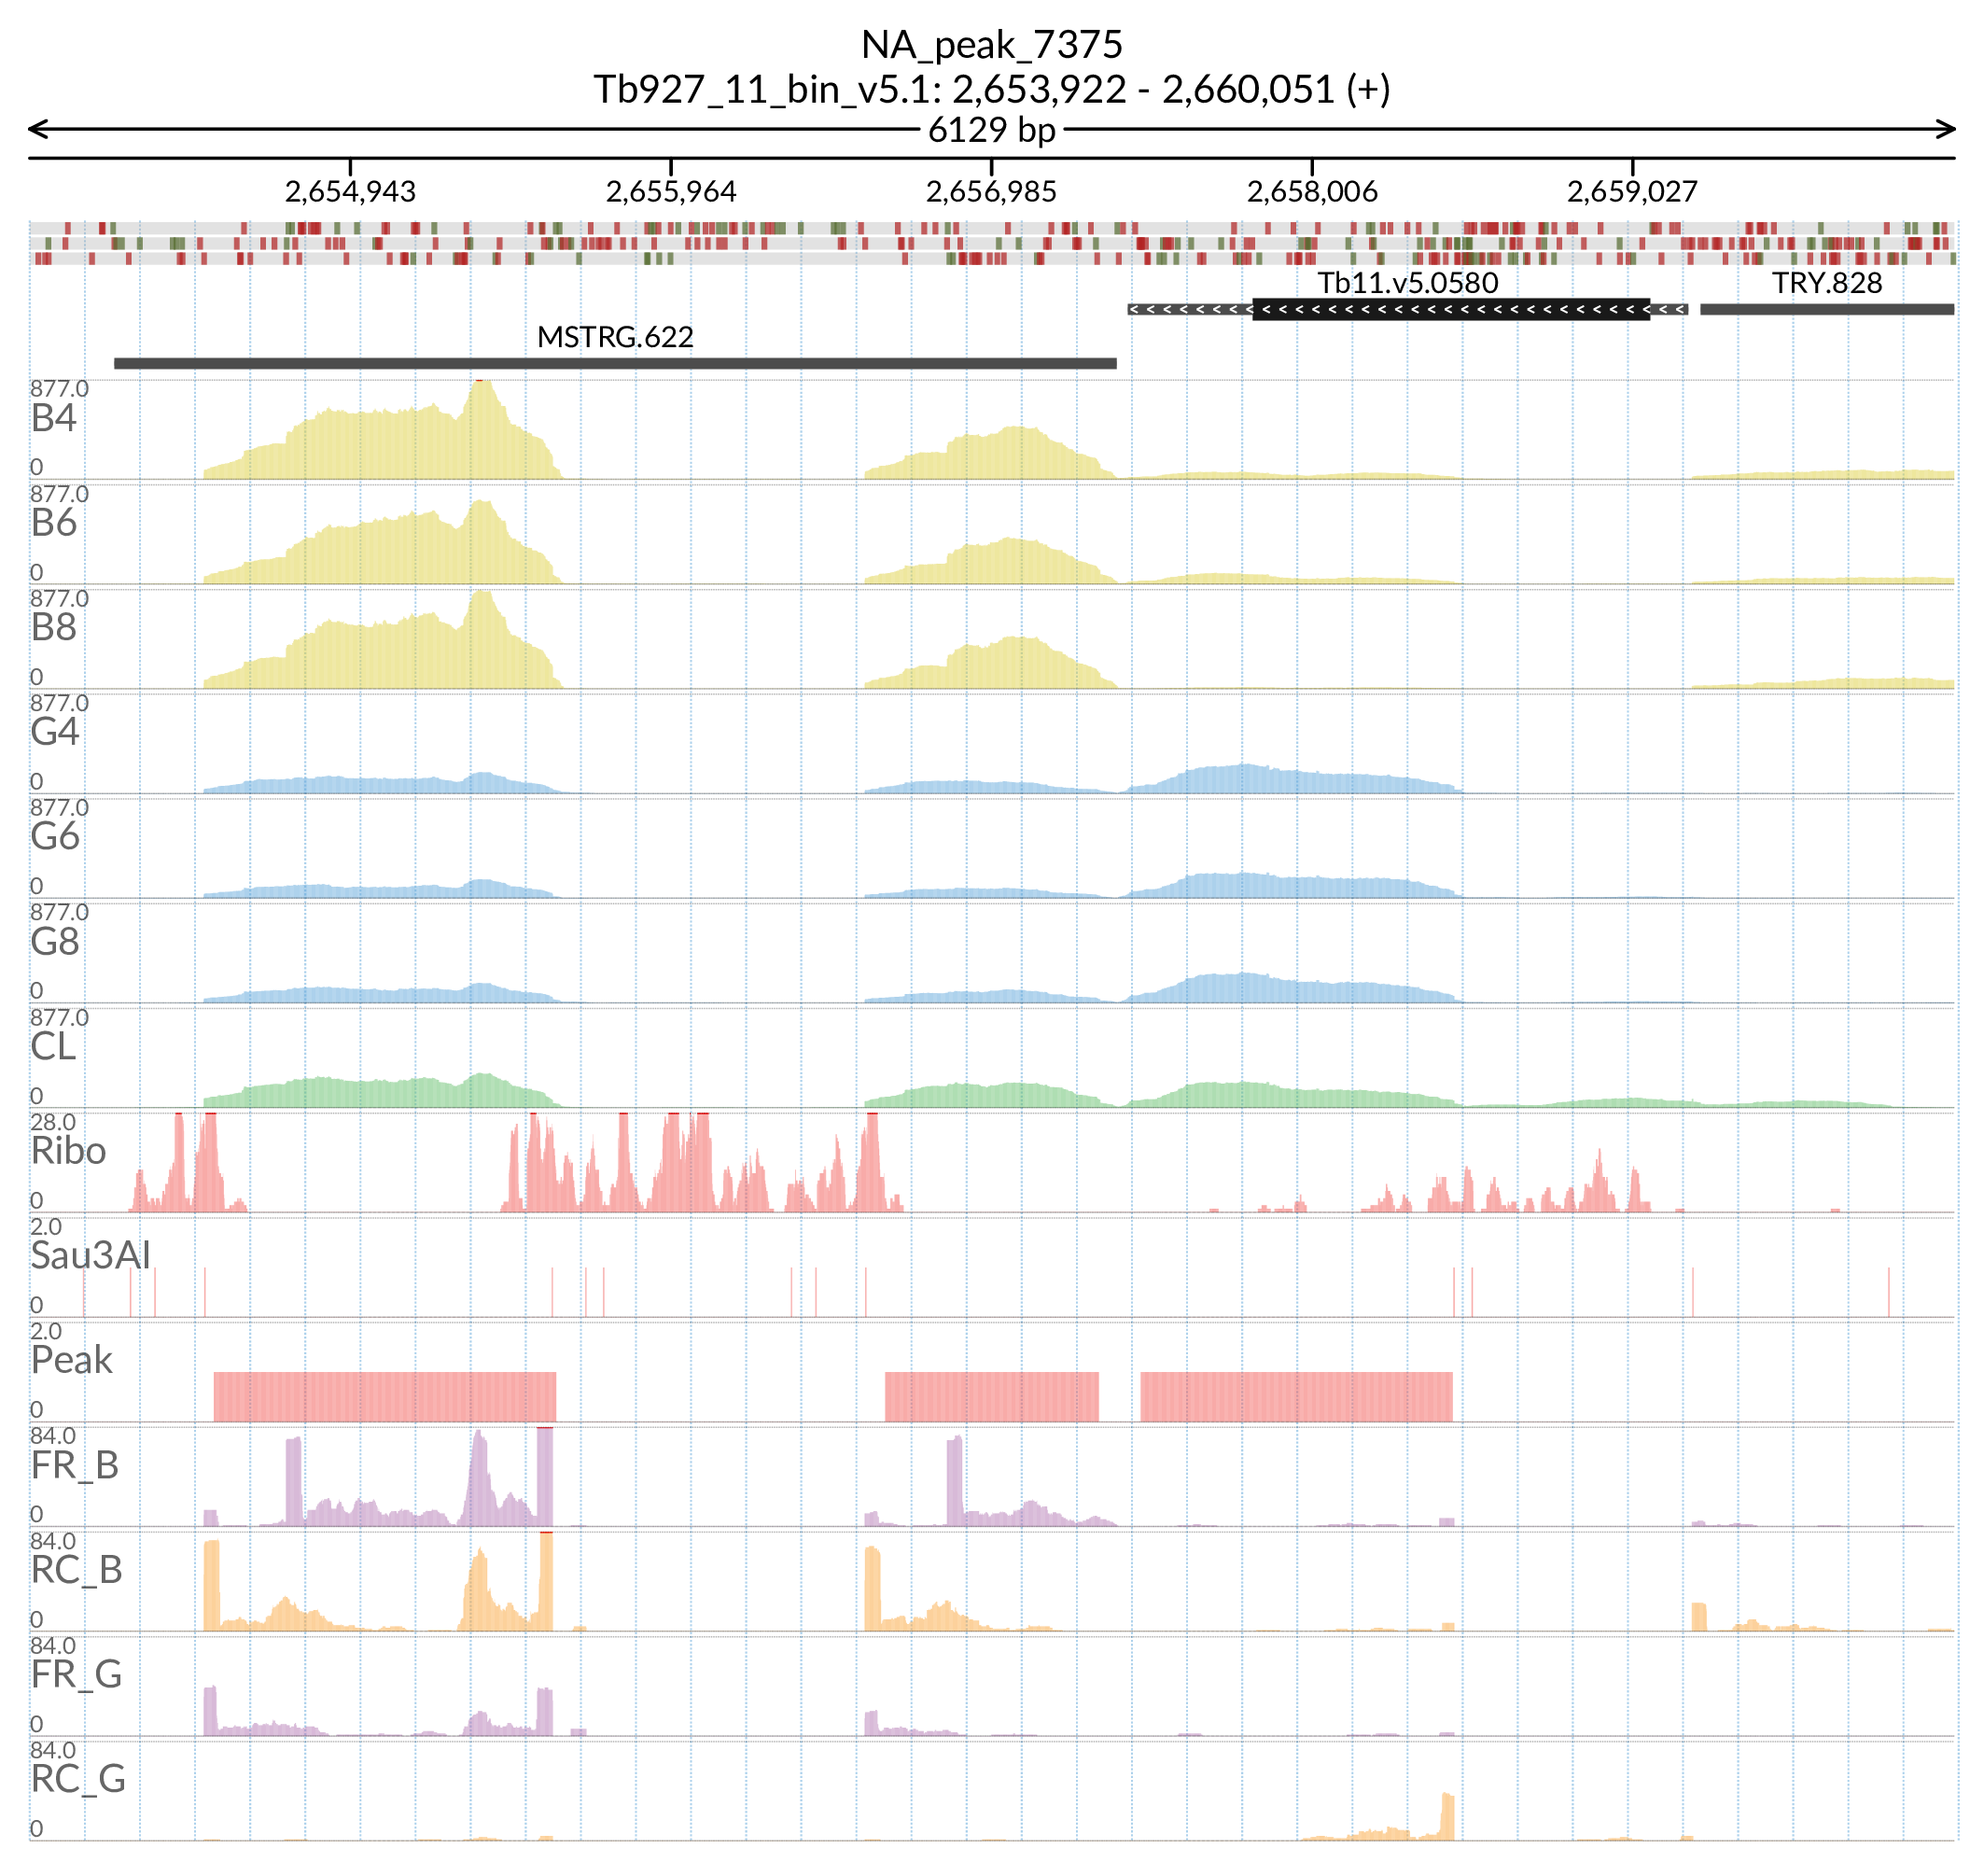 NA_peak_7375
Tb927_11_bin_v5.1: 2,653,922 - 2,660,051 (+)
6129 bp
2,654,943 2,655,964 2,656,985 2,658,006 2,659,027
Tb11.v5.0580 TRY.828
MSTRG.622
877.0
B4
0
877.0
B6
0
877.0
B8
0
877.0
G4
0
877.0
G6
0
877.0
G8
0
877.0
CL
0
28.0
Ribo
0
2.0
Sau3AI
0
2.0
Peak
0
84.0
FR_B
0
84.0
RC_B
0
84.0
FR_G
0
84.0
RC_G
0